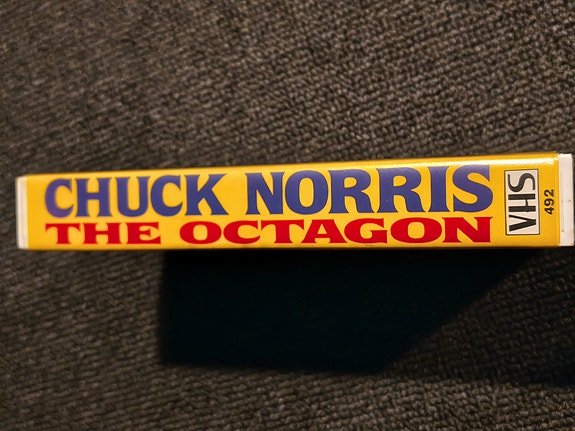 CHUCK NORRIS
THE OCTAGON
VHS
492